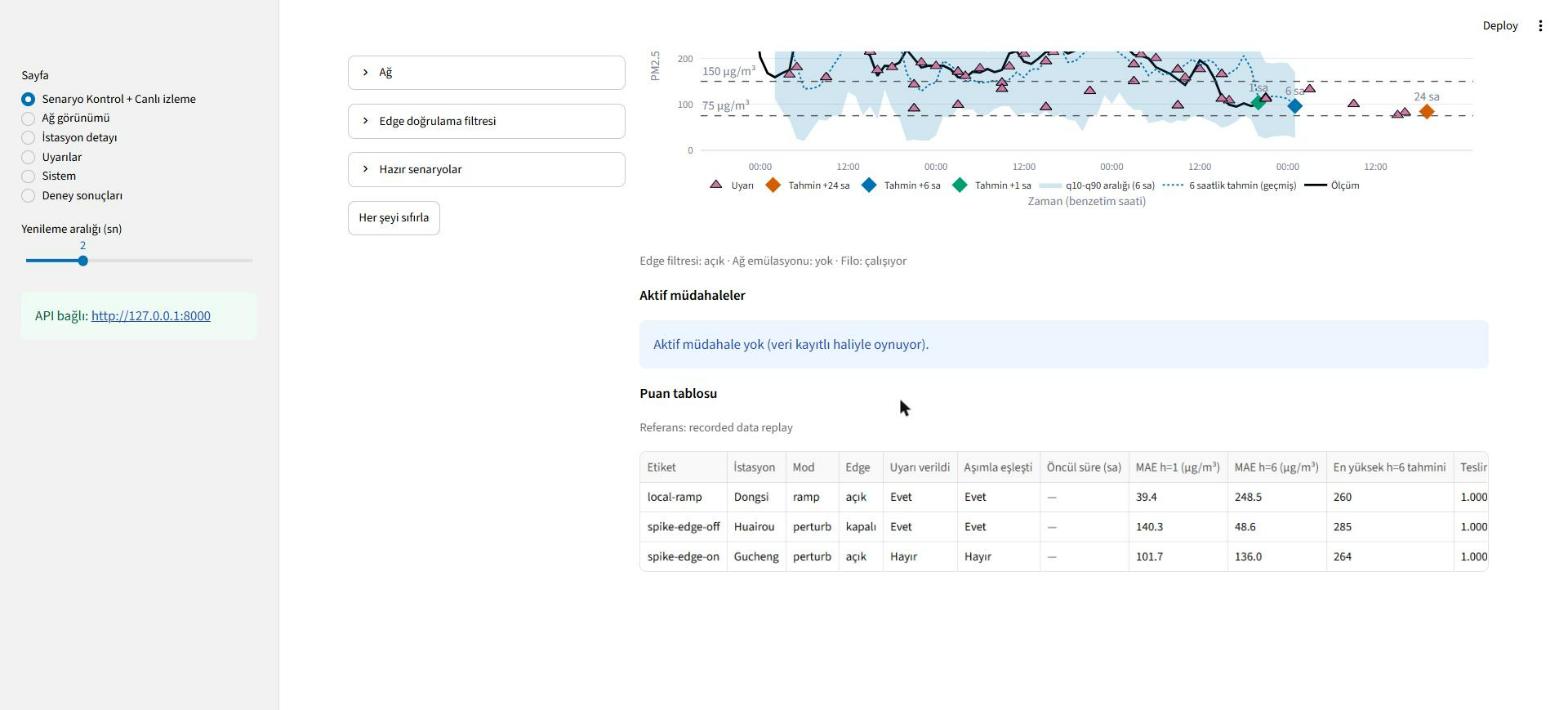 Deploy
Sayfa
Senaryo Kontrol + Canlı izleme
Ağ görünümü
İstasyon detayı
Uyarılar
Sistem
Deney sonuçları
Yenileme aralığı (sn)
2
API bağlı: http://127.0.0.1:8000
Ağ
Edge doğrulama filtresi
Hazır senaryolar
Her şeyi sıfırla
PM2.5
200
150 µg/m³
100
75 µg/m³
0
1 sa
6 sa
24 sa
00:00 12:00 00:00 12:00 00:00 12:00 00:00 12:00
Uyarı Tahmin +24 sa Tahmin +6 sa Tahmin +1 sa q10-q90 aralığı (6 sa) 6 saatlik tahmin (geçmiş) Ölçüm
Zaman (benzetim saati)
Edge filtresi: açık · Ağ emülasyonu: yok · Filo: çalışıyor
Aktif müdahaleler
Aktif müdahale yok (veri kayıtlı haliyle oynuyor).
Puan tablosu
Referans: recorded data replay
Etiket İstasyon Mod Edge Uyarı verildi Aşımla eşleşti Öncül süre (sa) MAE h=1 (µg/m³) MAE h=6 (µg/m³) En yüksek h=6 tahmini Teslir
local-ramp Dongsi ramp açık Evet Evet — 39.4 248.5 260 1.000
spike-edge-off Huairou perturb kapalı Evet Evet — 140.3 48.6 285 1.000
spike-edge-on Gucheng perturb açık Hayır Hayır — 101.7 136.0 264 1.000